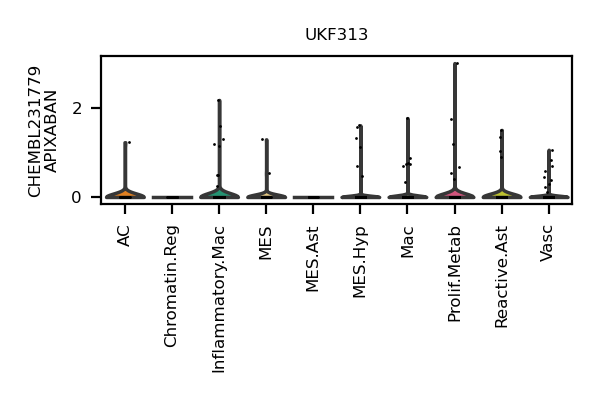 UKF313
CHEMBL231779
APIXABAN
2
0
AC
Chromatin.Reg
Inflammatory.Mac
MES
MES.Ast
MES.Hyp
Mac
Prolif.Metab
Reactive.Ast
Vasc